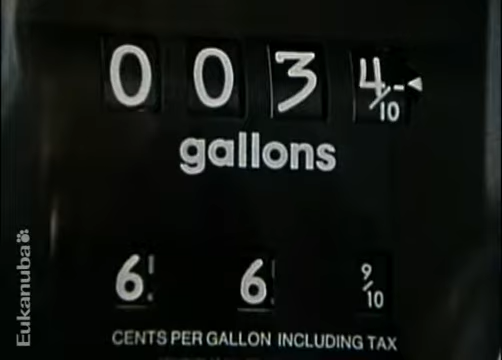 0 0 3 4/10
gallons
6 6 9/10
CENTS PER GALLON INCLUDING TAX
Eukanuba